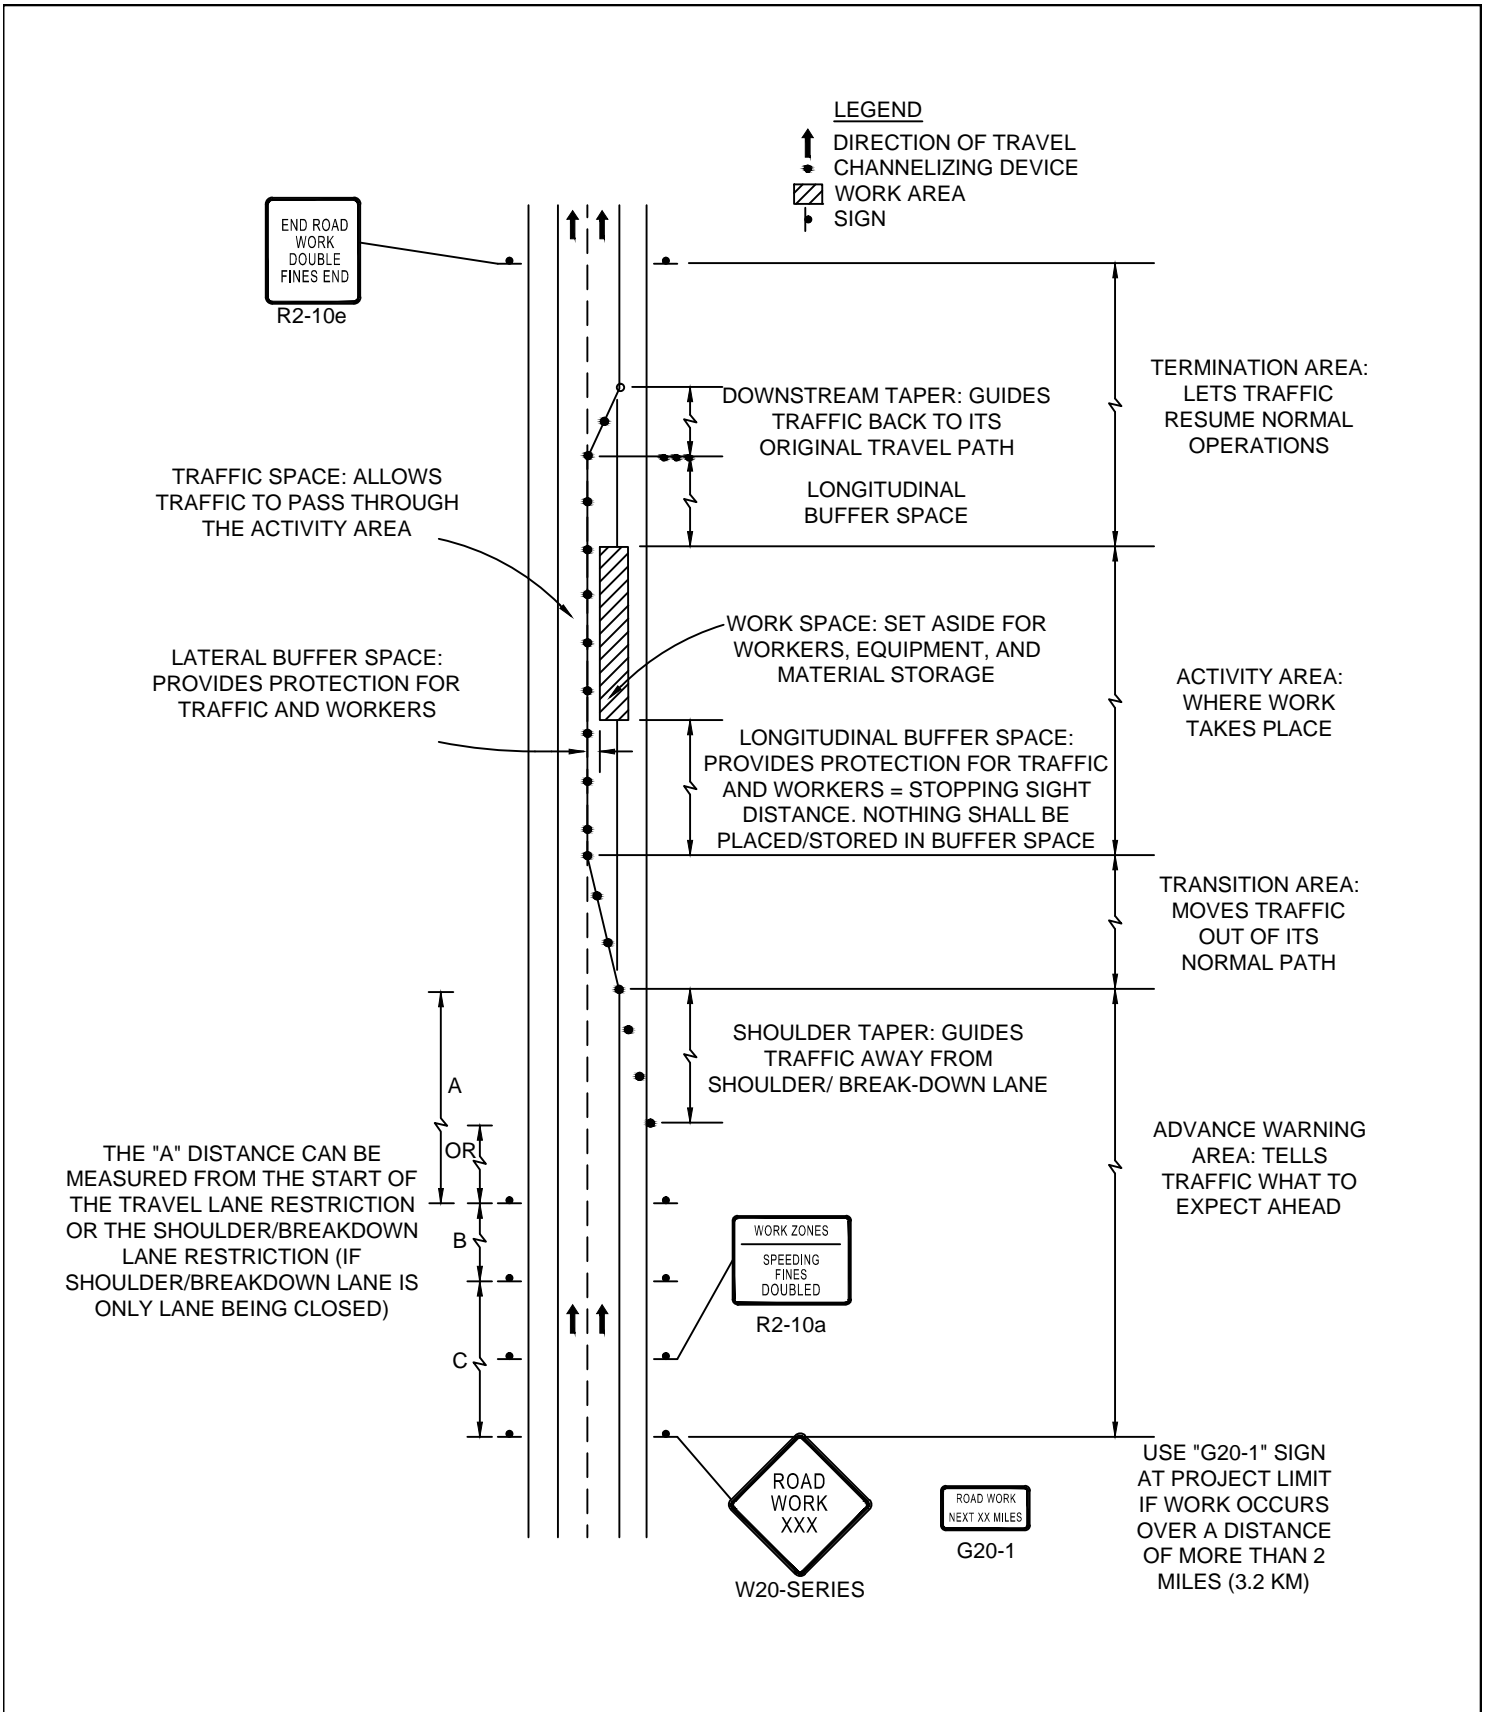 LEGEND
DIRECTION OF TRAVEL
CHANNELIZING DEVICE
WORK AREA
SIGN
END ROAD
WORK
DOUBLE
FINES END
R2-10e
TERMINATION AREA:
LETS TRAFFIC
RESUME NORMAL
OPERATIONS
DOWNSTREAM TAPER: GUIDES
TRAFFIC BACK TO ITS
ORIGINAL TRAVEL PATH
TRAFFIC SPACE: ALLOWS
TRAFFIC TO PASS THROUGH
THE ACTIVITY AREA
LONGITUDINAL
BUFFER SPACE
WORK SPACE: SET ASIDE FOR
WORKERS, EQUIPMENT, AND
MATERIAL STORAGE
LATERAL BUFFER SPACE:
PROVIDES PROTECTION FOR
TRAFFIC AND WORKERS
ACTIVITY AREA:
WHERE WORK
TAKES PLACE
LONGITUDINAL BUFFER SPACE:
PROVIDES PROTECTION FOR TRAFFIC
AND WORKERS = STOPPING SIGHT
DISTANCE. NOTHING SHALL BE
PLACED/STORED IN BUFFER SPACE
TRANSITION AREA:
MOVES TRAFFIC
OUT OF ITS
NORMAL PATH
SHOULDER TAPER: GUIDES
TRAFFIC AWAY FROM
SHOULDER/ BREAK-DOWN LANE
A
OR
B
C
THE "A" DISTANCE CAN BE
MEASURED FROM THE START OF
THE TRAVEL LANE RESTRICTION
OR THE SHOULDER/BREAKDOWN
LANE RESTRICTION (IF
SHOULDER/BREAKDOWN LANE IS
ONLY LANE BEING CLOSED)
ADVANCE WARNING
AREA: TELLS
TRAFFIC WHAT TO
EXPECT AHEAD
WORK ZONES
SPEEDING
FINES
DOUBLED
R2-10a
ROAD
WORK
XXX
W20-SERIES
ROAD WORK
NEXT XX MILES
G20-1
USE "G20-1" SIGN
AT PROJECT LIMIT
IF WORK OCCURS
OVER A DISTANCE
OF MORE THAN 2
MILES (3.2 KM)